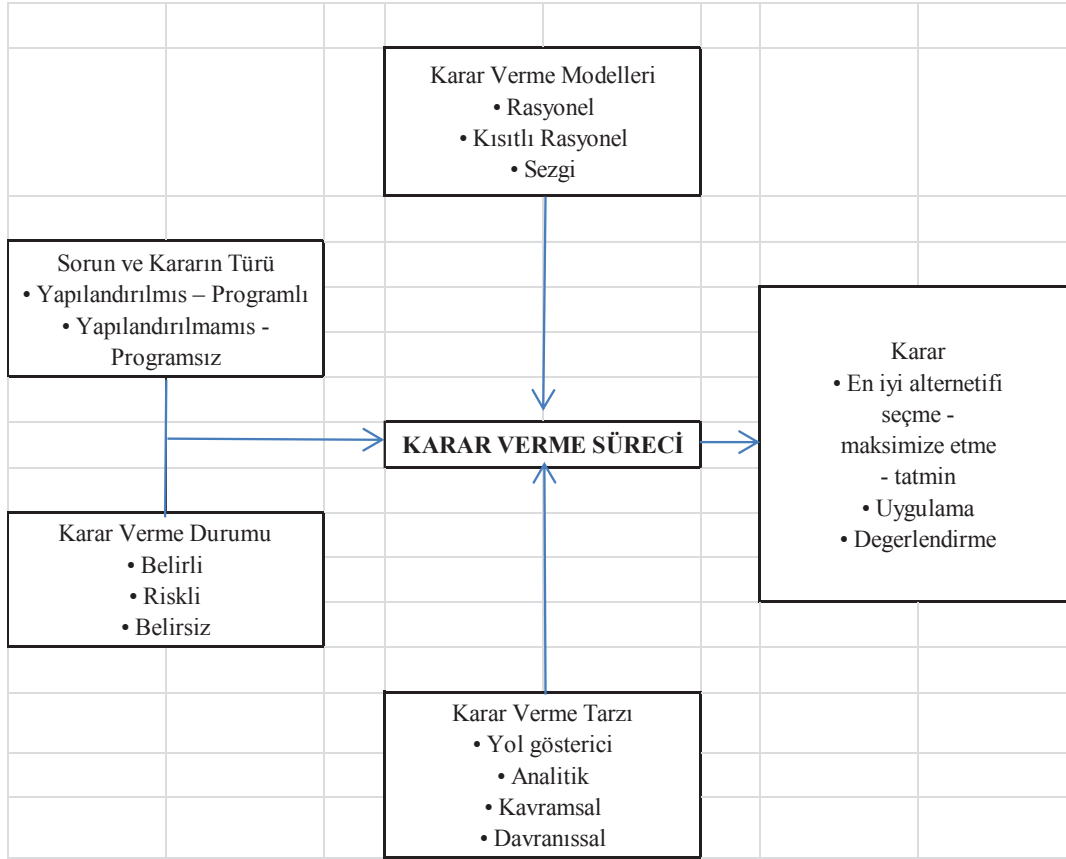 Karar Verme Modelleri
• Rasyonel
• Kısıtlı Rasyonel
• Sezgi
Sorun ve Kararın Türü
• Yapılandırılmıs – Programlı
• Yapılandırılmamıs -
Programsız
Karar
• En iyi alternetifi
seçme -
maksimize etme
- tatmin
• Uygulama
• Degerlendirme
KARAR VERME SÜRECİ
Karar Verme Durumu
• Belirli
• Riskli
• Belirsiz
Karar Verme Tarzı
• Yol gösterici
• Analitik
• Kavramsal
• Davranıssal